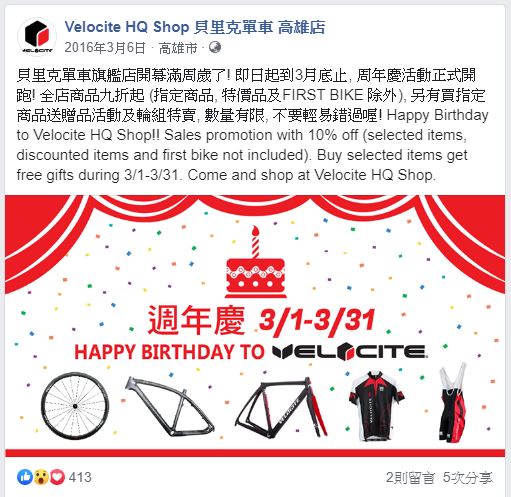 Velocite HQ Shop 貝里克單車 高雄店
VELOCITE
2016年3月6日 · 高雄市 ·
貝里克單車旗艦店開幕滿周歲了! 即日起到3月底止, 周年慶活動正式開
跑! 全店商品九折起 (指定商品, 特價品及FIRST BIKE 除外), 另有買指定
商品送贈品活動及輪組特賣, 數量有限, 不要輕易錯過喔! Happy Birthday
to Velocite HQ Shop!! Sales promotion with 10% off (selected items,
discounted items and first bike not included). Buy selected items get
free gifts during 3/1-3/31. Come and shop at Velocite HQ Shop.
週年慶 3/1-3/31
HAPPY BIRTHDAY TO VELOCITE
VELOCITE
413
2則留言 5次分享